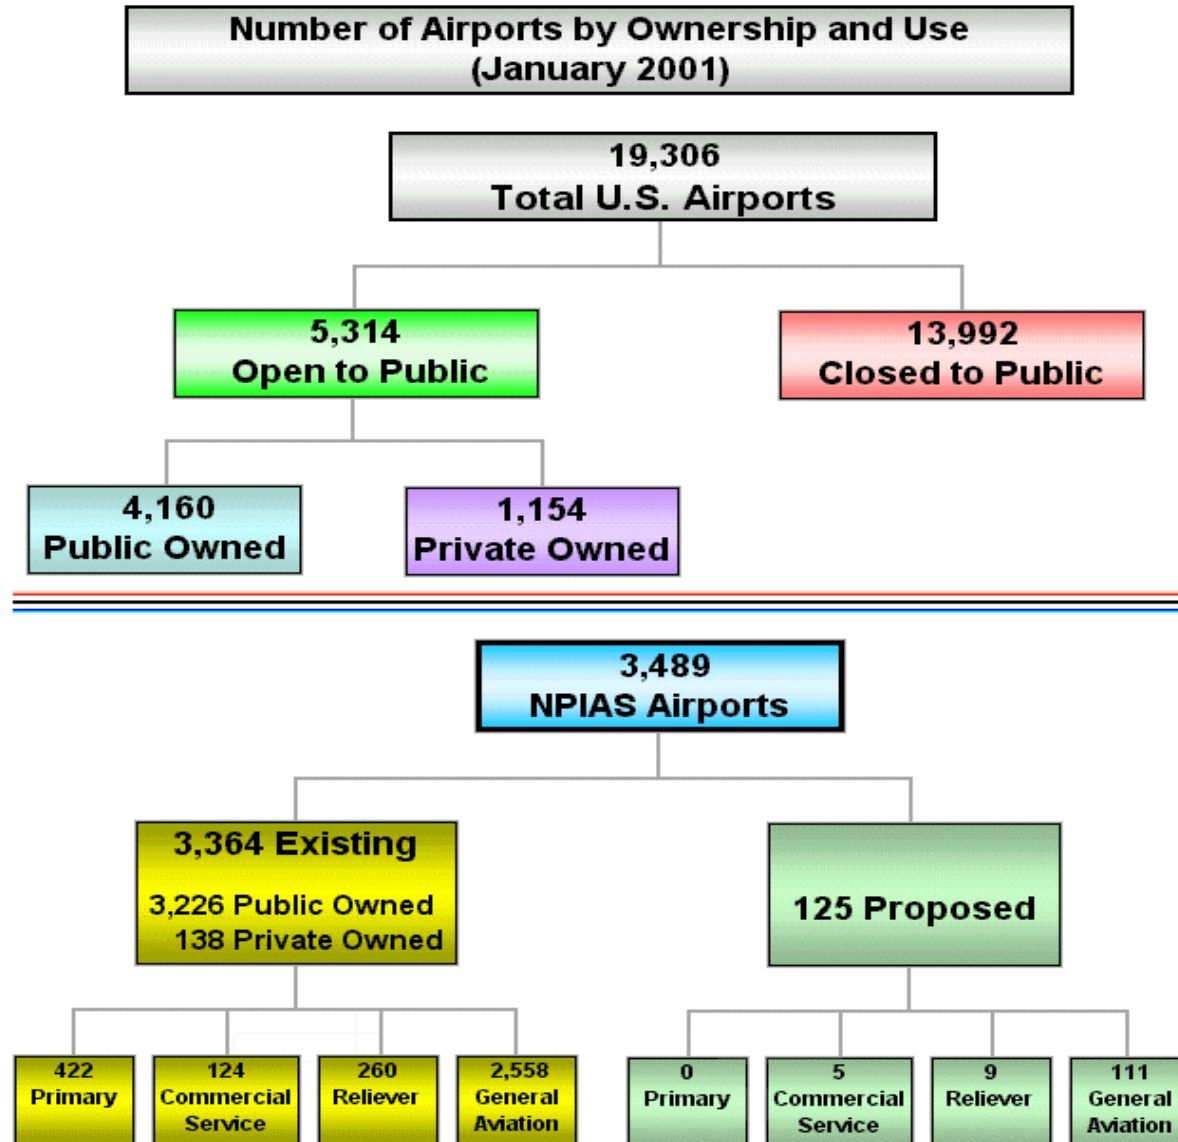 Number of Airports by Ownership and Use
(January 2001)
19,306
Total U.S. Airports
5,314
Open to Public
13,992
Closed to Public
4,160
Public Owned
1,154
Private Owned
3,489
NPIAS Airports
3,364 Existing
3,226 Public Owned
138 Private Owned
125 Proposed
422
Primary
124
Commercial
Service
260
Reliever
2,558
General
Aviation
0
Primary
5
Commercial
Service
9
Reliever
111
General
Aviation